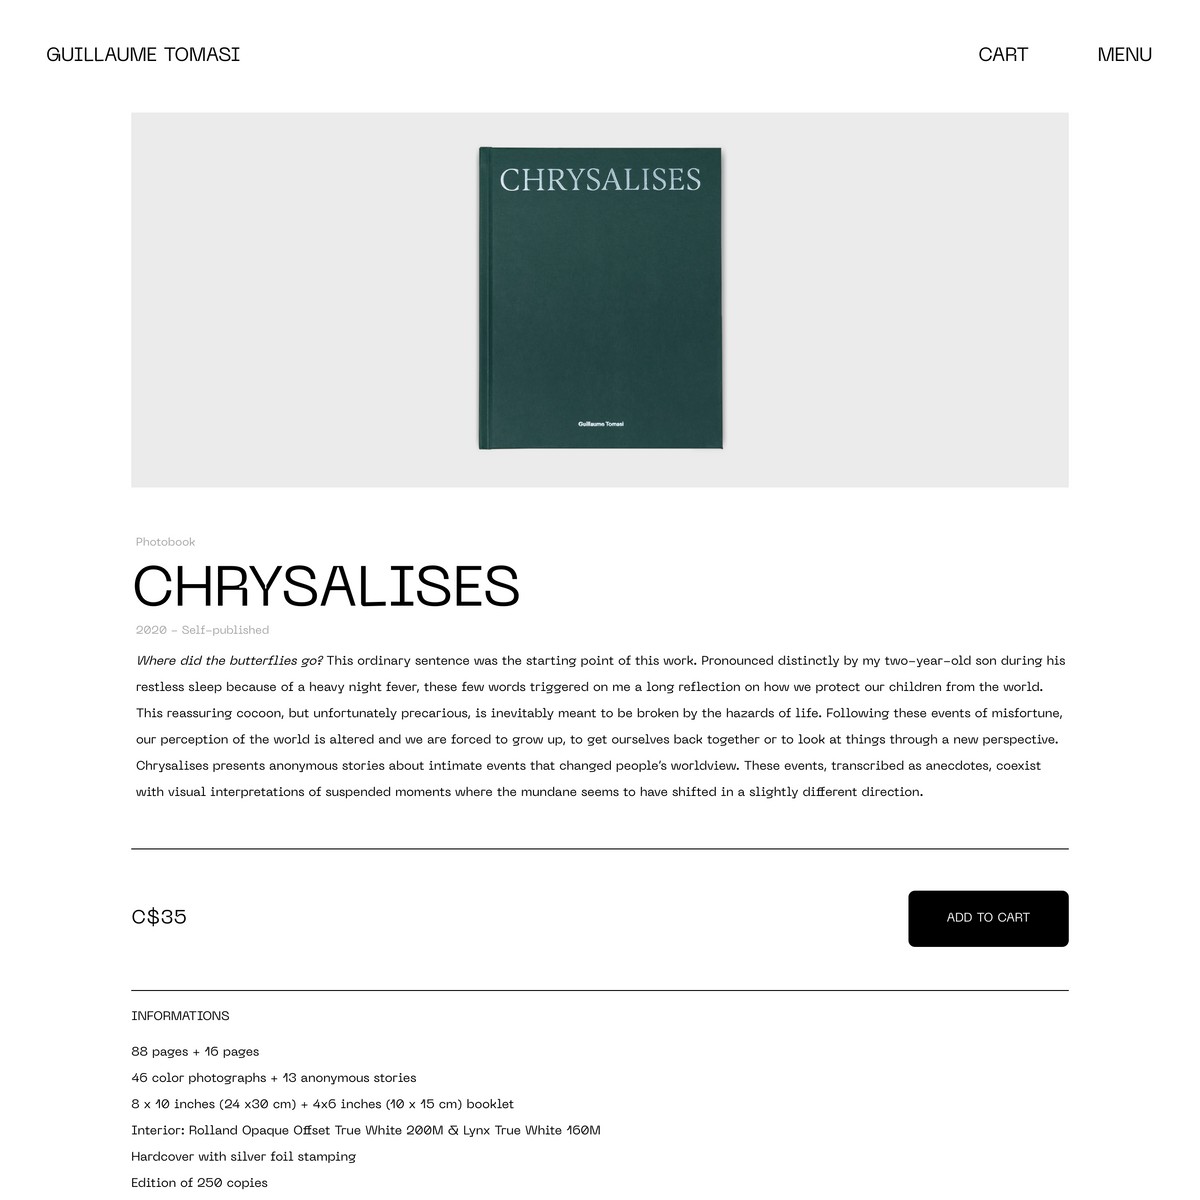 GUILLAUME TOMASI
CART
MENU
CHRYSALISES
Guillaume Tomasi
Photobook
CHRYSALISES
2020 - Self-published
Where did the butterflies go? This ordinary sentence was the starting point of this work. Pronounced distinctly by my two-year-old son during his
restless sleep because of a heavy night fever, these few words triggered on me a long reflection on how we protect our children from the world.
This reassuring cocoon, but unfortunately precarious, is inevitably meant to be broken by the hazards of life. Following these events of misfortune,
our perception of the world is altered and we are forced to grow up, to get ourselves back together or to look at things through a new perspective.
Chrysalises presents anonymous stories about intimate events that changed people's worldview. These events, transcribed as anecdotes, coexist
with visual interpretations of suspended moments where the mundane seems to have shifted in a slightly different direction.
C$35
ADD TO CART
INFORMATIONS
88 pages + 16 pages
46 color photographs + 13 anonymous stories
8 x 10 inches (24 x30 cm) + 4x6 inches (10 x 15 cm) booklet
Interior: Rolland Opaque Offset True White 200M & Lynx True White 160M
Hardcover with silver foil stamping
Edition of 250 copies